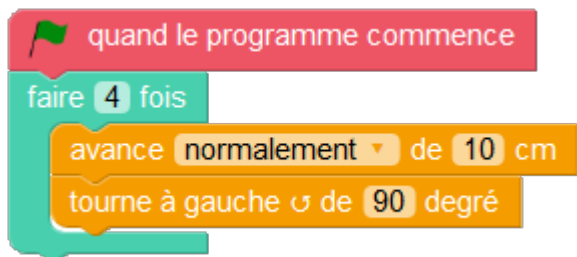 quand le programme commence
faire 4 fois
avance normalement de 10 cm
tourne à gauche ↺ de 90 degré